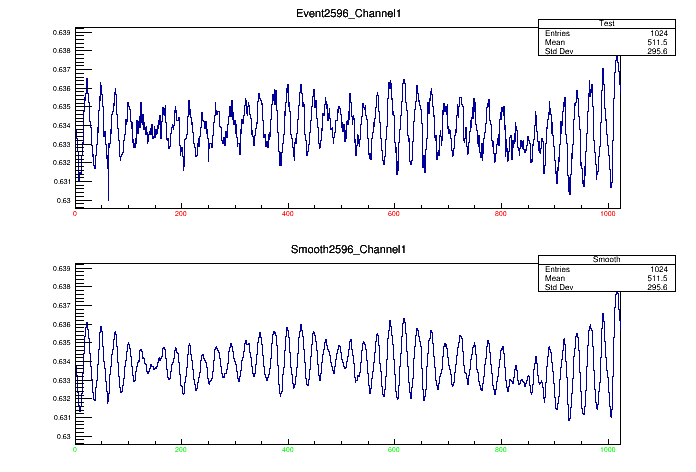 Event2596_Channel1
Test
Entries 1024
Mean 511.5
Std Dev 295.6
0.639
0.638
0.637
0.636
0.635
0.634
0.633
0.632
0.631
0.63
0 200 400 600 800 1000
Smooth2596_Channel1
Smooth
Entries 1024
Mean 511.5
Std Dev 295.6
0.639
0.638
0.637
0.636
0.635
0.634
0.633
0.632
0.631
0.63
0 200 400 600 800 1000